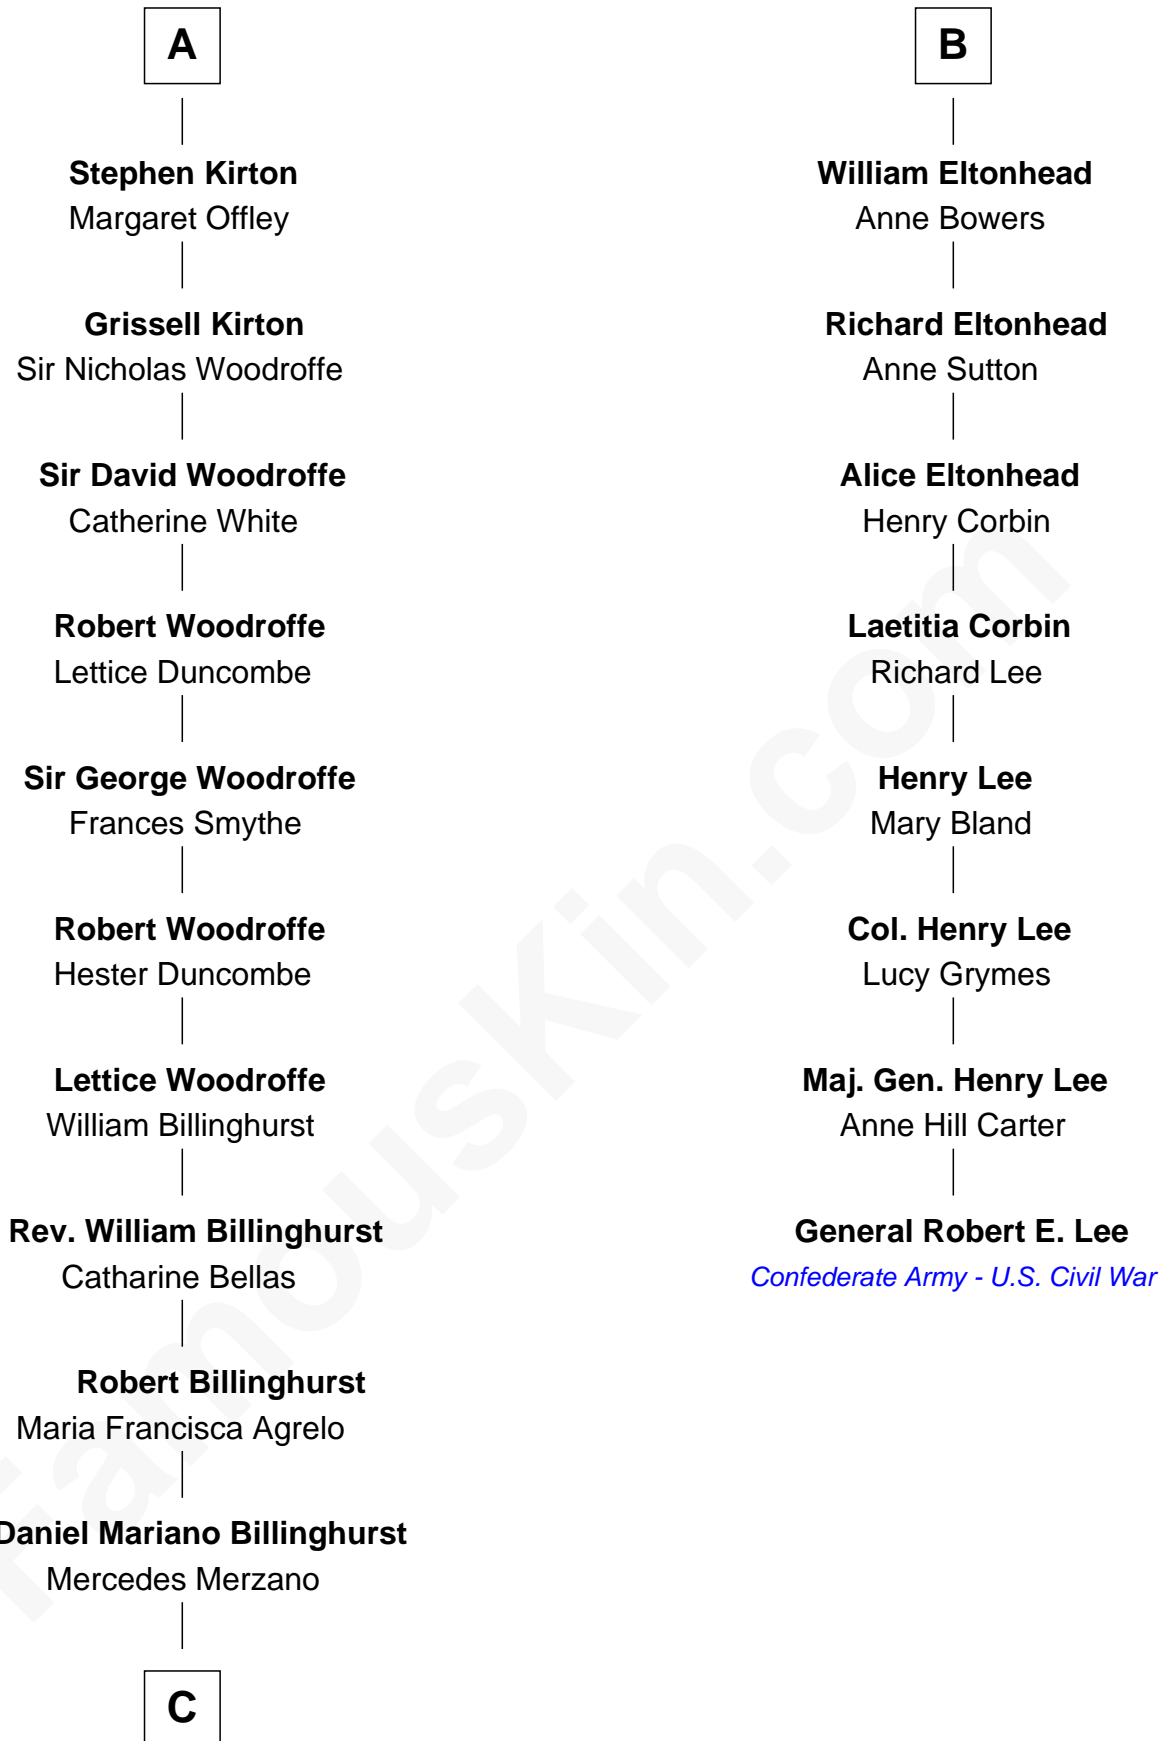 A
Stephen Kirton
Margaret Offley
Grissell Kirton
Sir Nicholas Woodroffe
Sir David Woodroffe
Catherine White
Robert Woodroffe
Lettice Duncombe
Sir George Woodroffe
Frances Smythe
Robert Woodroffe
Hester Duncombe
Lettice Woodroffe
William Billinghurst
Rev. William Billinghurst
Catharine Bellas
Robert Billinghurst
Maria Francisca Agrelo
Daniel Mariano Billinghurst
Mercedes Merzano
C
B
William Eltonhead
Anne Bowers
Richard Eltonhead
Anne Sutton
Alice Eltonhead
Henry Corbin
Laetitia Corbin
Richard Lee
Henry Lee
Mary Bland
Col. Henry Lee
Lucy Grymes
Maj. Gen. Henry Lee
Anne Hill Carter
General Robert E. Lee
Confederate Army - U.S. Civil War
FamousKin.com